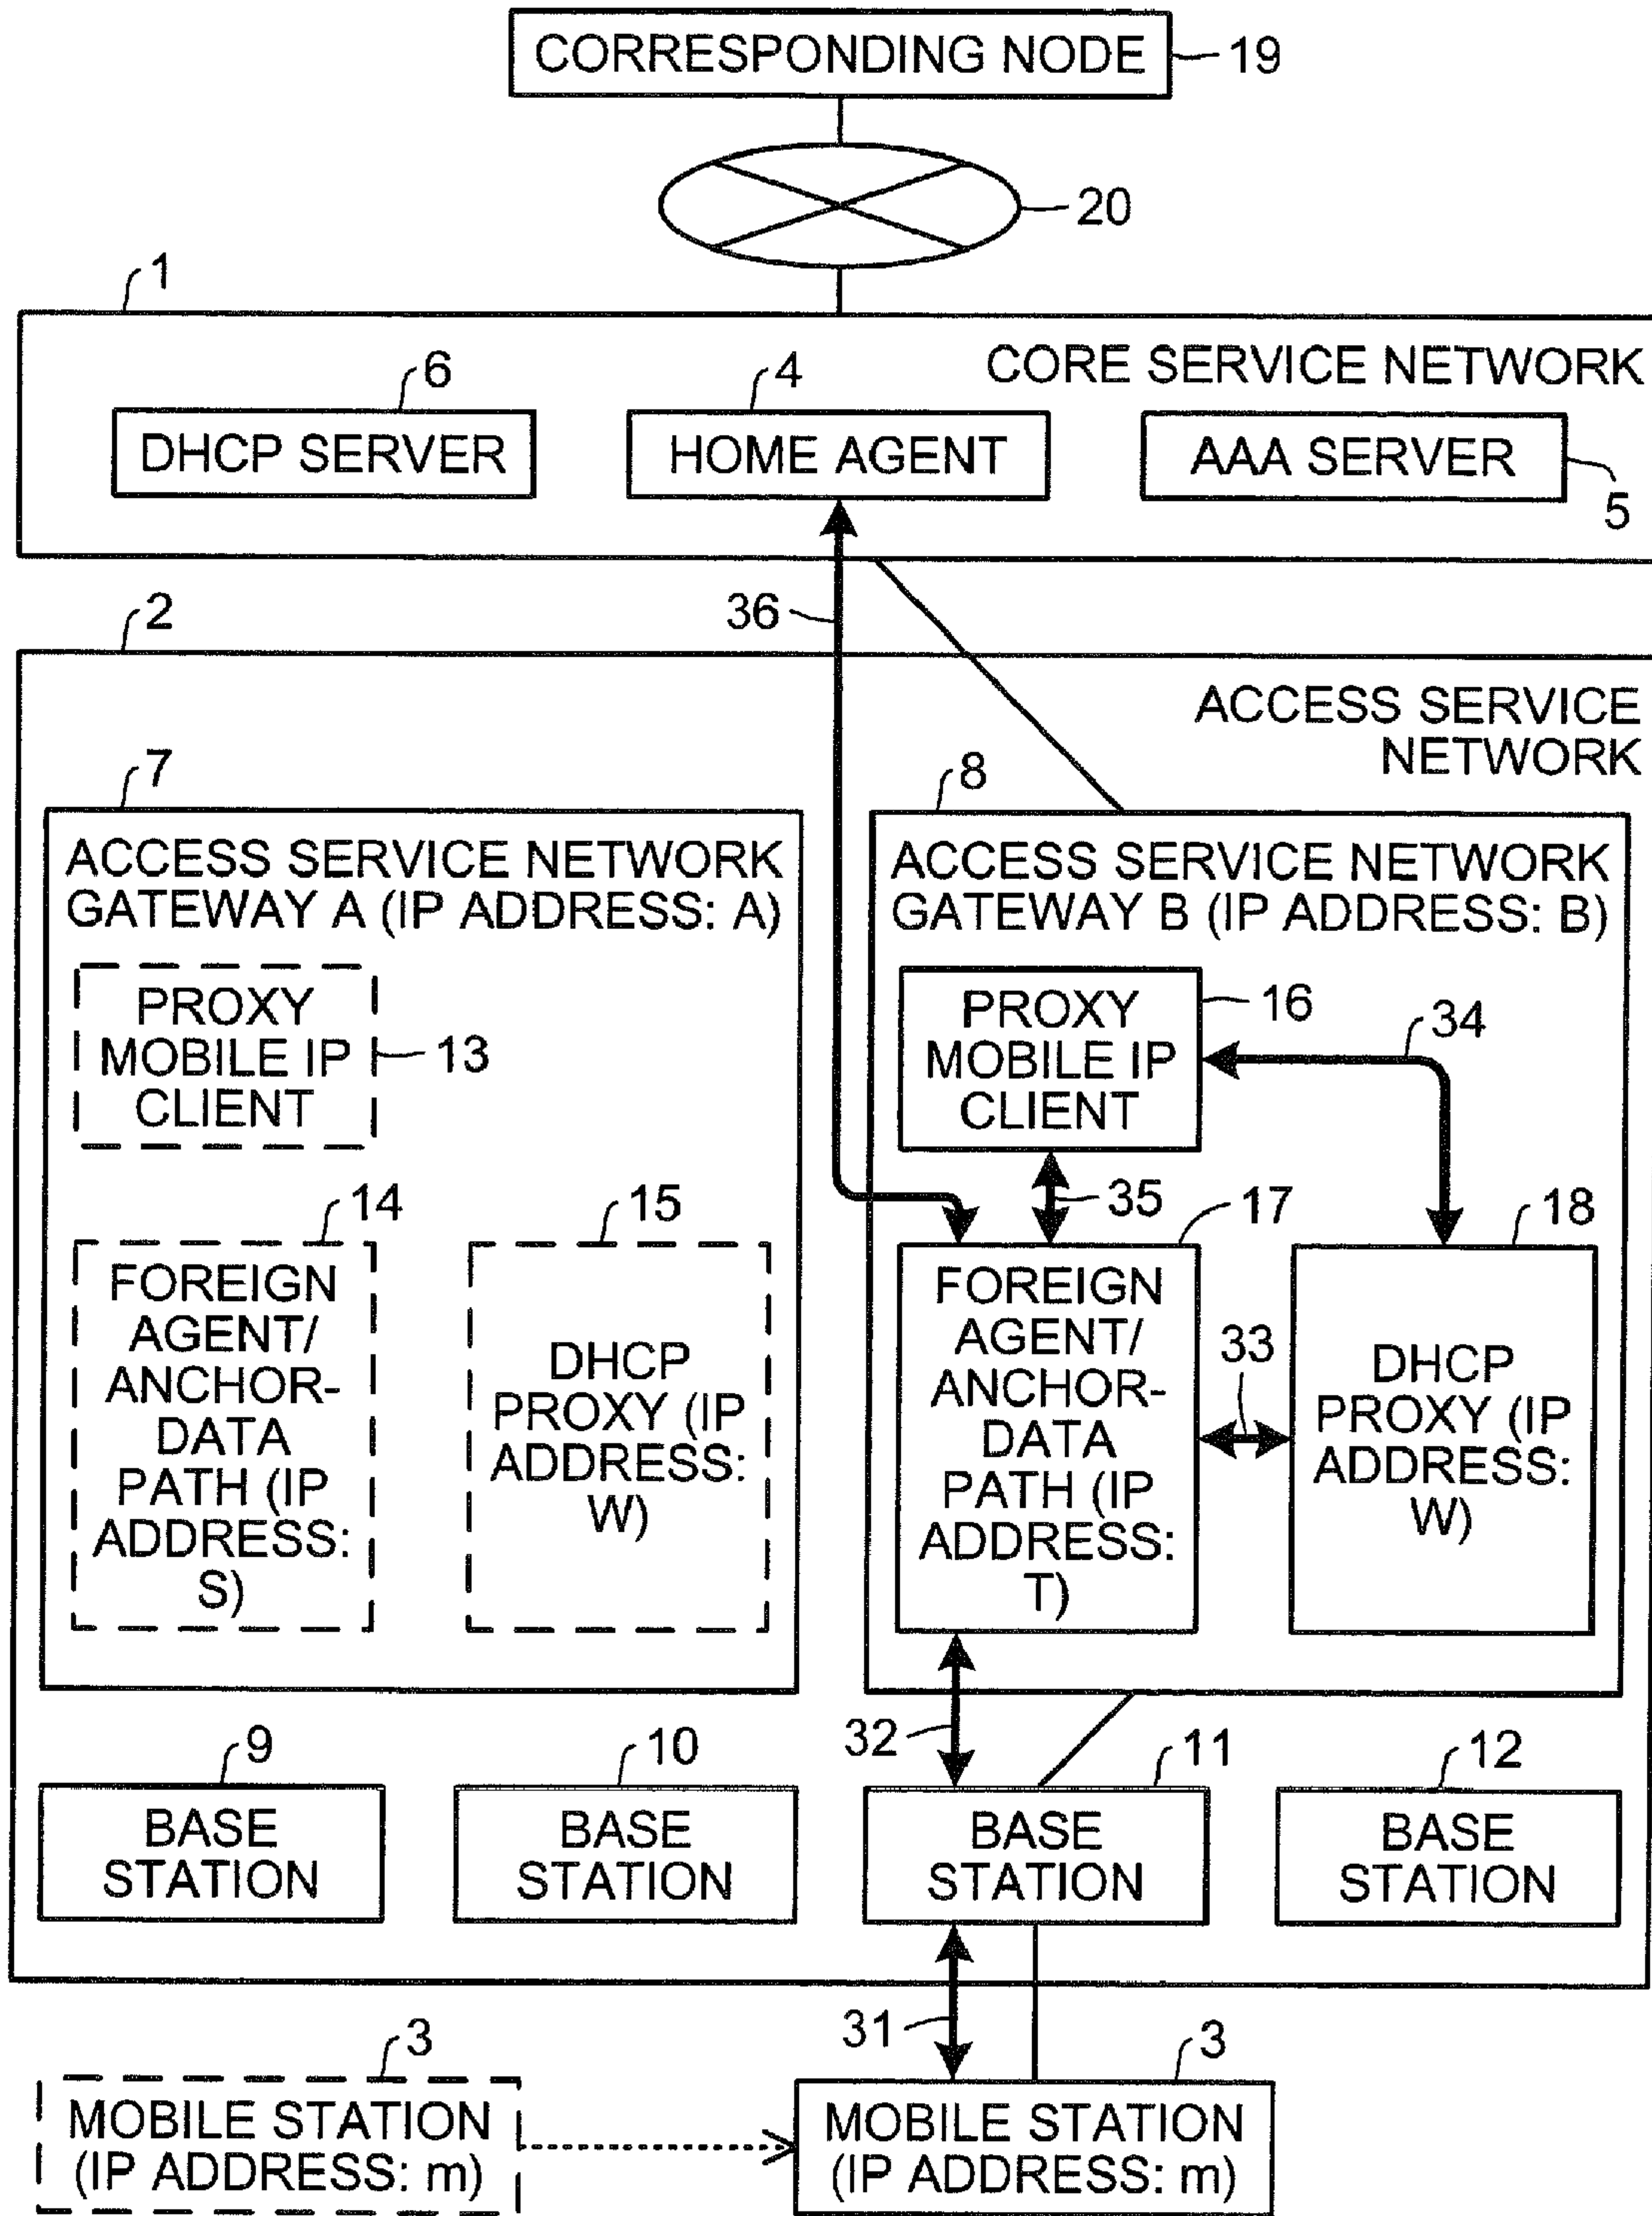 CORRESPONDING NODE
19
20
1
CORE SERVICE NETWORK
6
4
DHCP SERVER
HOME AGENT
AAA SERVER
5
36
2
ACCESS SERVICE
NETWORK
7
8
ACCESS SERVICE NETWORK
GATEWAY A (IP ADDRESS: A)
ACCESS SERVICE NETWORK
GATEWAY B (IP ADDRESS: B)
PROXY
MOBILE IP
CLIENT
13
PROXY
MOBILE IP
CLIENT
16
34
35
14
15
17
18
FOREIGN
AGENT/
ANCHOR-
DATA
PATH (IP
ADDRESS:
S)
DHCP
PROXY (IP
ADDRESS:
W)
FOREIGN
AGENT/
ANCHOR-
DATA
PATH (IP
ADDRESS:
T)
33
DHCP
PROXY (IP
ADDRESS:
W)
32
9
10
11
12
BASE
STATION
BASE
STATION
BASE
STATION
BASE
STATION
31
3
3
MOBILE STATION
(IP ADDRESS: m)
MOBILE STATION
(IP ADDRESS: m)